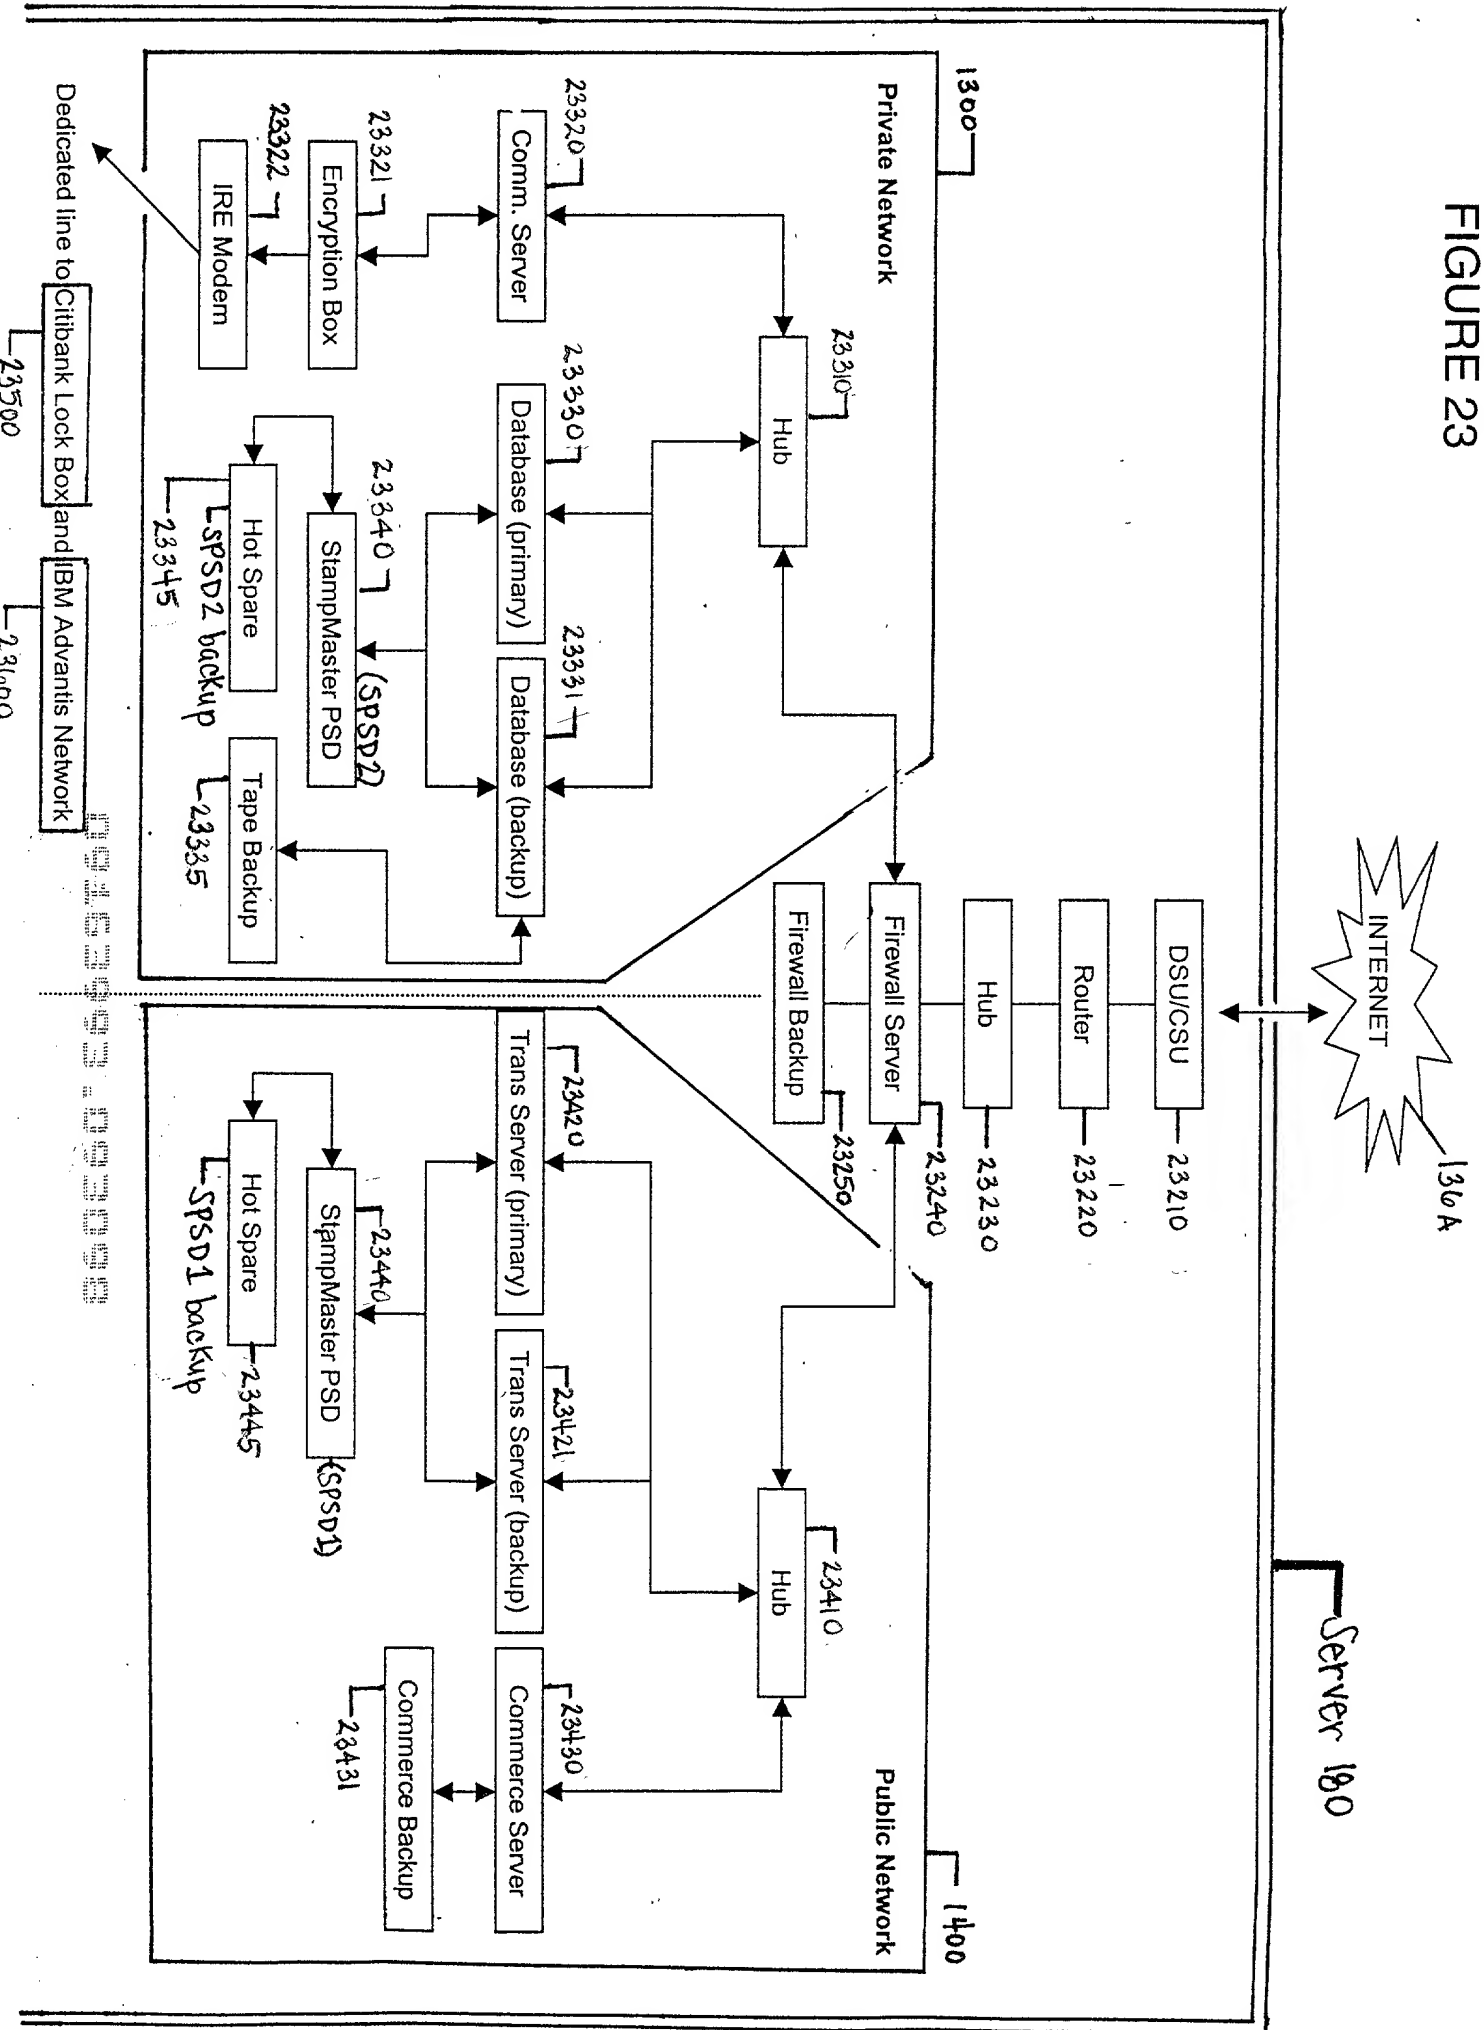 FIGURE 23
INTERNET
136A
Server 180
DSU/CSU
23210
Router
23220
Hub
23230
Firewall Server
23240
Firewall Backup
23250
1300
Private Network
23310
Hub
23320
Comm. Server
23321
Encryption Box
23322
IRE Modem
23330
Database (primary)
23331
Database (backup)
23340
StampMaster PSD
(SPSD2)
Hot Spare
SPSD2 backup
23345
Tape Backup
23335
Dedicated line to Citibank Lock Box and IBM Advantis Network
23500
23600
1400
Public Network
23410
Hub
23420
Trans Server (primary)
23421
Trans Server (backup)
23430
Commerce Server
Commerce Backup
23431
23440
StampMaster PSD
(SPSD1)
Hot Spare
SPSD1 backup
23445
09163993.093098